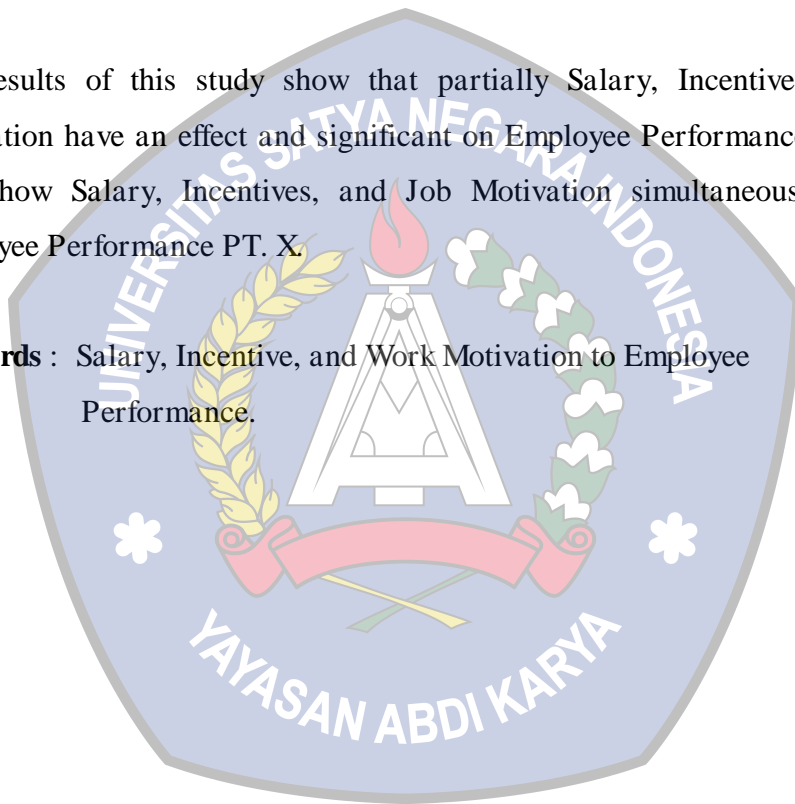 esults of this study show that partially Salary, Incentive
ation have an effect and significant on Employee Performanc
how Salary, Incentives, and Job Motivation simultaneous
yee Performance PT. X.
rds : Salary, Incentive, and Work Motivation to Employee
Performance.
UNIVERSITAS SATYA NEGARA INDONESIA
YAYASAN ABDI KARYA